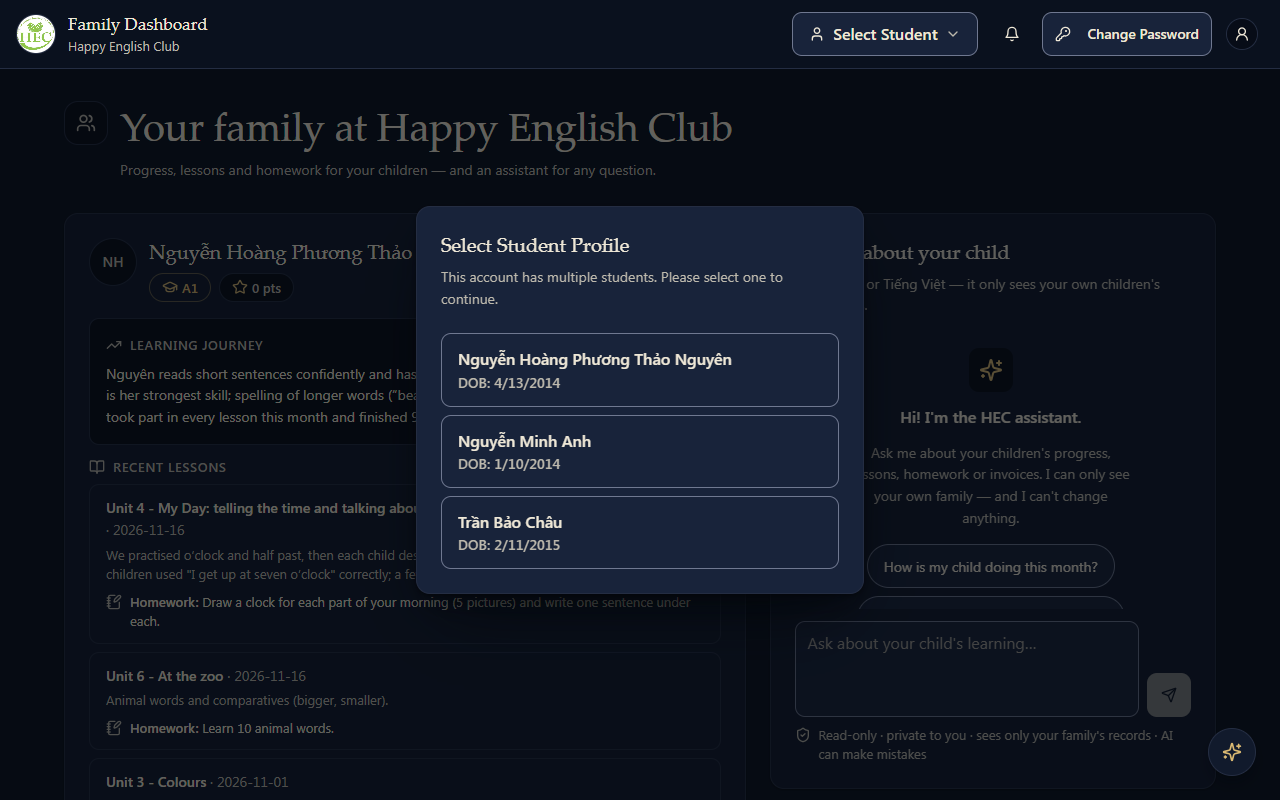 HEC
Family Dashboard
Happy English Club
Select Student
Change Password
Your family at Happy English Club
Progress, lessons and homework for your children — and an assistant for any question.
NH
Nguyễn Hoàng Phương Thảo
A1
0 pts
LEARNING JOURNEY
Nguyên reads short sentences confidently and has
is her strongest skill; spelling of longer words ("bea
took part in every lesson this month and finished 9
RECENT LESSONS
Unit 4 - My Day: telling the time and talking abou
· 2026-11-16
We practised o'clock and half past, then each child des
children used "I get up at seven o'clock" correctly; a fe
Homework: Draw a clock for each part of your morning (5 pictures) and write one sentence under
each.
Unit 6 - At the zoo · 2026-11-16
Animal words and comparatives (bigger, smaller).
Homework: Learn 10 animal words.
Unit 3 - Colours · 2026-11-01
Select Student Profile
This account has multiple students. Please select one to
continue.
Nguyễn Hoàng Phương Thảo Nguyên
DOB: 4/13/2014
Nguyễn Minh Anh
DOB: 1/10/2014
Trần Bảo Châu
DOB: 2/11/2015
about your child
or Tiếng Việt — it only sees your own children's
.
Hi! I'm the HEC assistant.
Ask me about your children's progress,
ssons, homework or invoices. I can only see
your own family — and I can't change
anything.
How is my child doing this month?
Ask about your child's learning...
Read-only · private to you · sees only your family's records · AI
can make mistakes